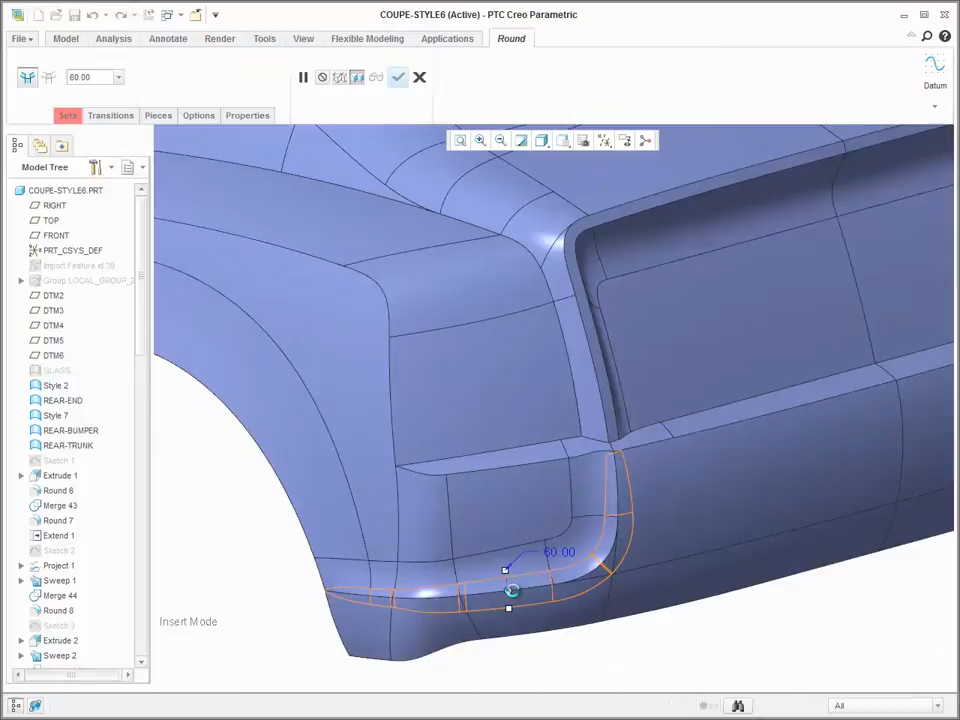 COUPE-STYLE6 (Active) - PTC Creo Parametric
File Model Analysis Annotate Render Tools View Flexible Modeling Applications Round
60.00
Datum
Sets Transitions Pieces Options Properties
Model Tree
COUPE-STYLE6.PRT
RIGHT
TOP
FRONT
PRT_CSYS_DEF
Import Feature id 39
Group LOCAL_GROUP_2
DTM2
DTM3
DTM4
DTM5
DTM6
GLASS
Style 2
REAR-END
Style 7
REAR-BUMPER
REAR-TRUNK
Sketch 1
Extrude 1
Round 6
Merge 43
Round 7
Extend 1
Sketch 2
Project 1
Sweep 1
Merge 44
Round 8
Sketch 3
Extrude 2
Sweep 2
60.00
Insert Mode
All